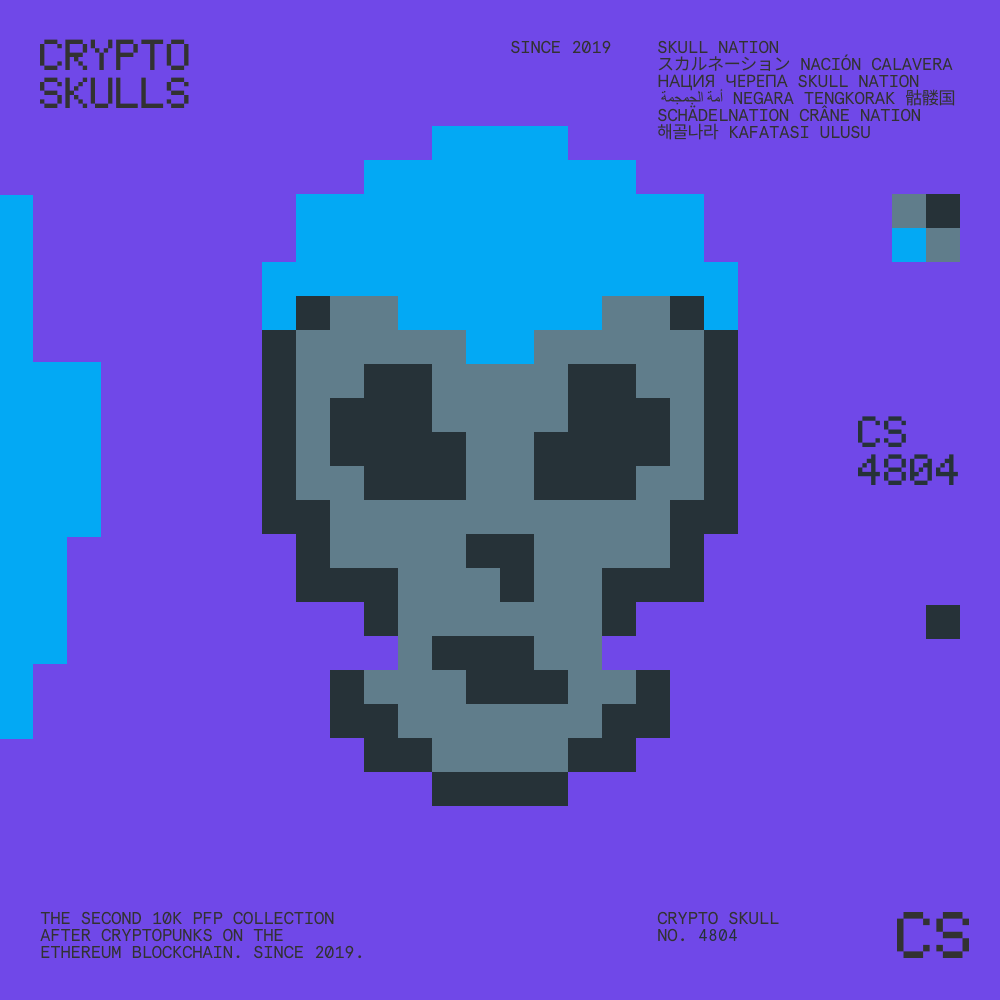 CRYPTO
SKULLS
SINCE 2019
SKULL NATION
スカルネーション NACIÓN CALAVERA
НАЦИЯ ЧЕРЕПА SKULL NATION
أمة الجمجمة NEGARA TENGKORAK 骷髅国
SCHÄDELNATION CRÂNE NATION
해골나라 KAFATASI ULUSU
CS
4804
THE SECOND 10K PFP COLLECTION
AFTER CRYPTOPUNKS ON THE
ETHEREUM BLOCKCHAIN. SINCE 2019.
CRYPTO SKULL
NO. 4804
CS